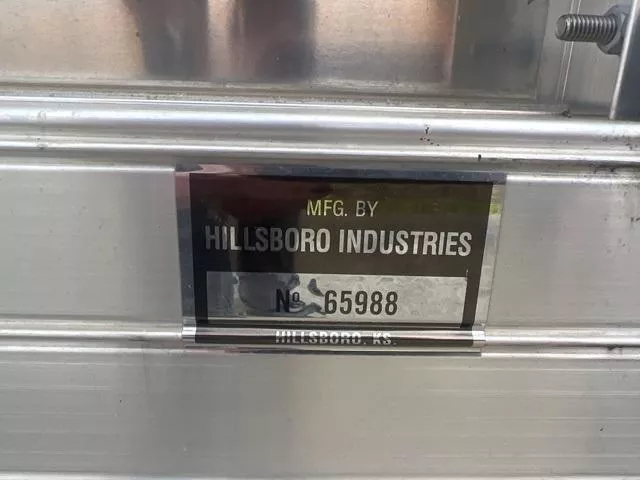 MFG. BY
HILLSBORO INDUSTRIES
Nº 65988
HILLSBORO, KS.